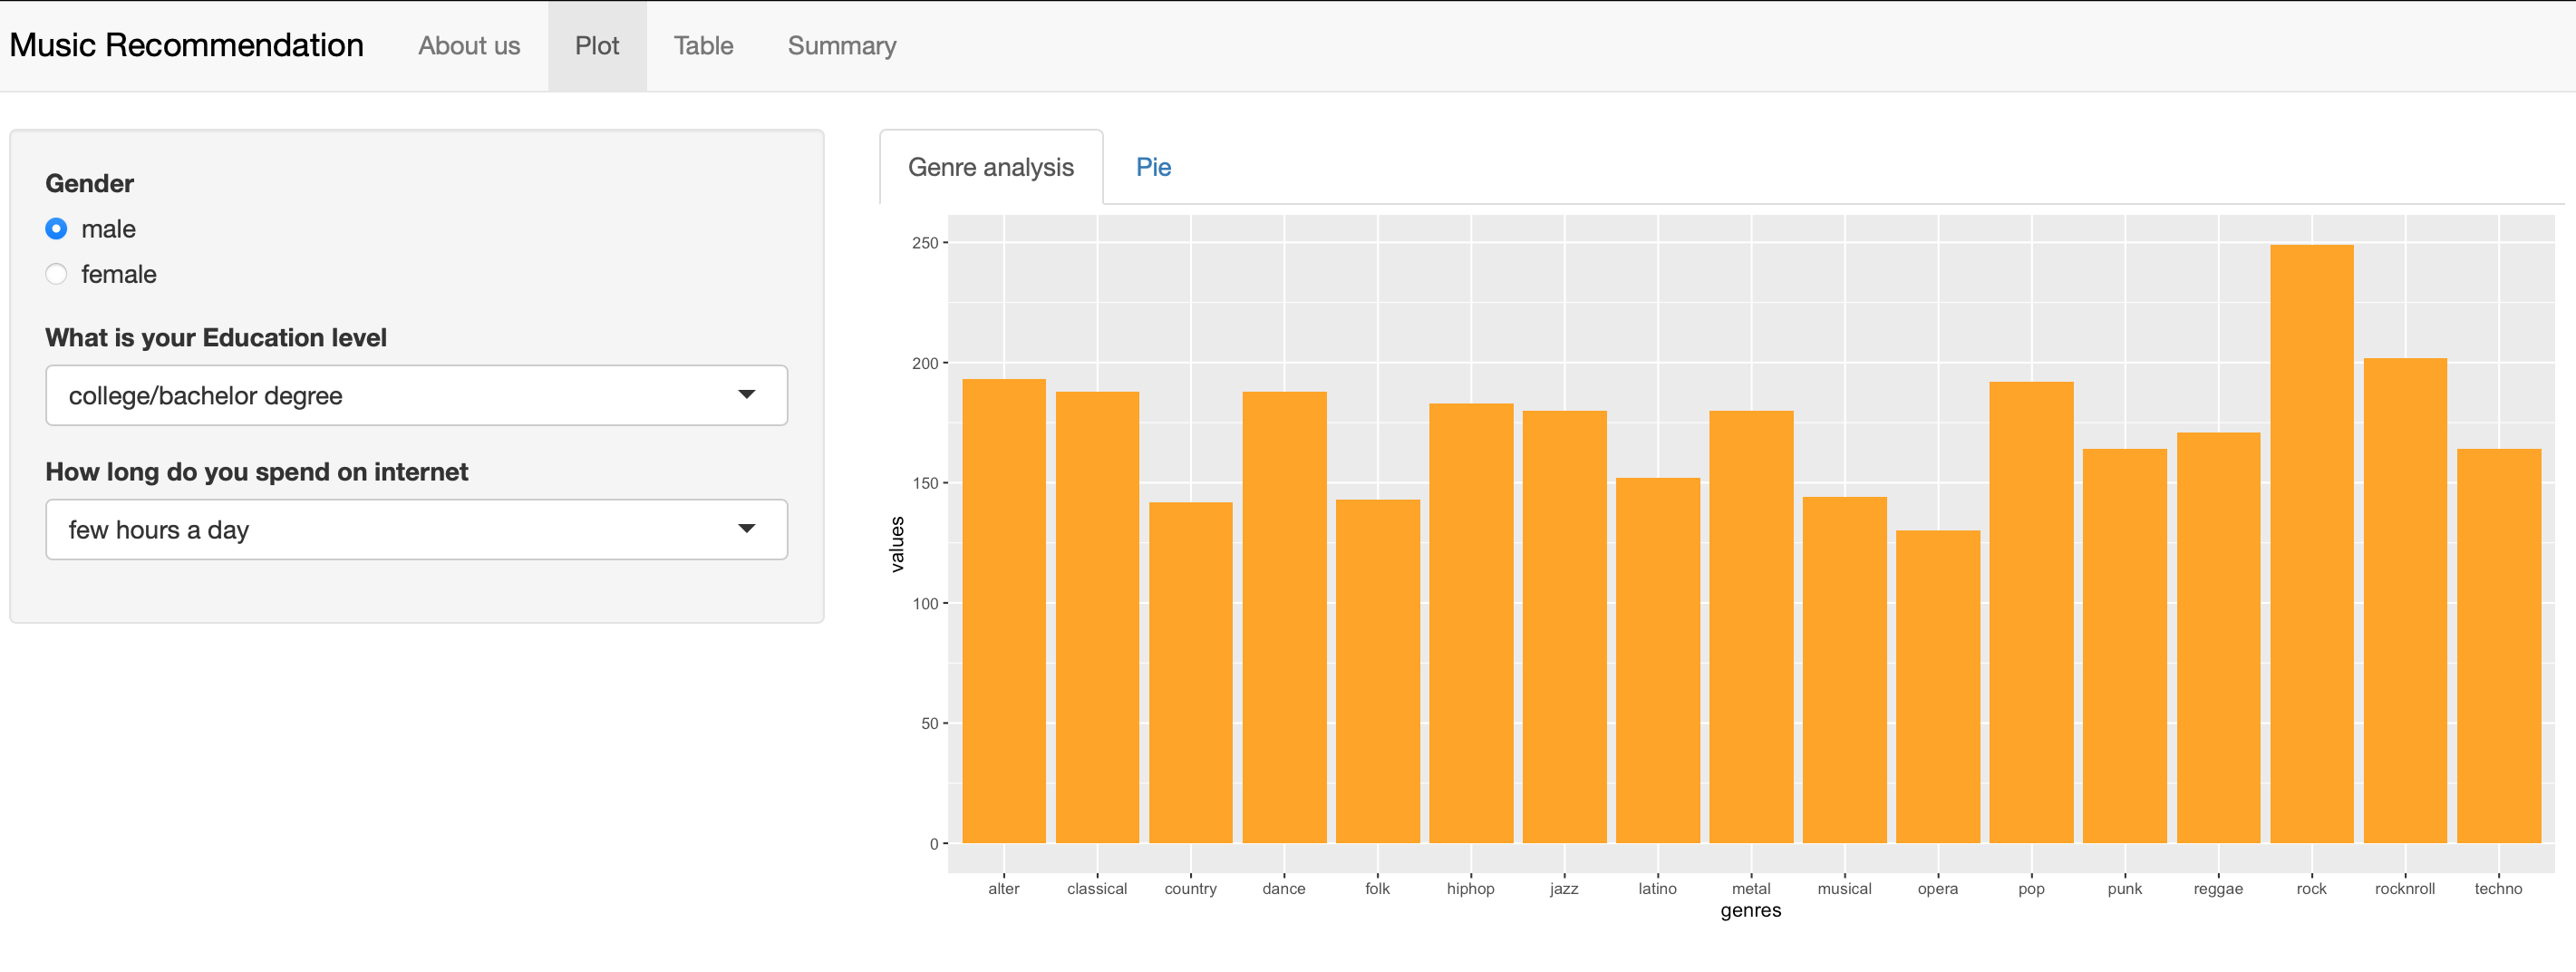 Music Recommendation About us Plot Table Summary
Gender
male
female
What is your Education level
college/bachelor degree
How long do you spend on internet
few hours a day
Genre analysis Pie
250
200
150
100
50
0
values
alter classical country dance folk hiphop jazz latino metal musical opera pop punk reggae rock rocknroll techno
genres